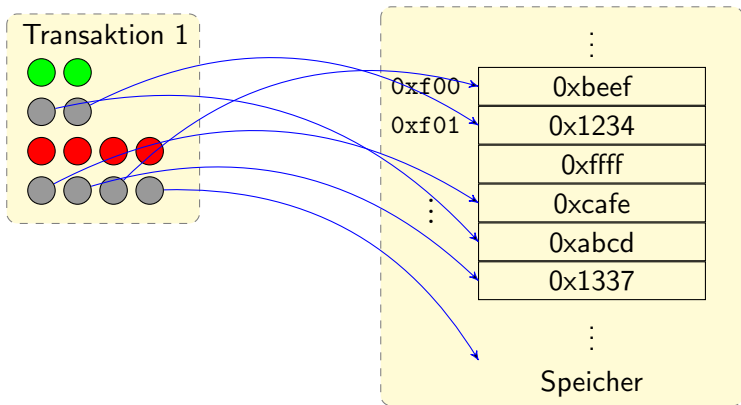 Transaktion 1
⋮
0xf00 0xbeef
0xf01 0x1234
0xffff
⋮ 0xcafe
0xabcd
0x1337
⋮
Speicher